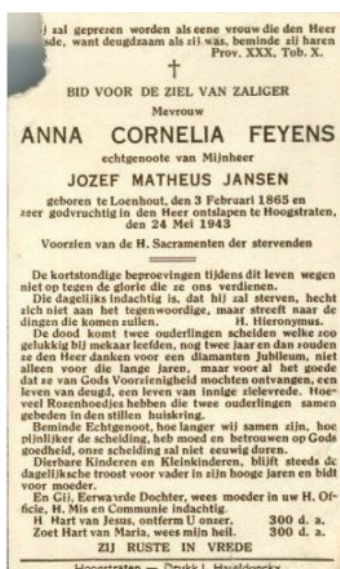 zal geprezen worden als eene vrouw die den Heer
want deugdzaam als zij was, beminde zij haren
Prov. XXX, Tob. X.
BID VOOR DE ZIEL VAN ZALIGER
Mevrouw
ANNA CORNELIA FEYENS
echtgenoote van Mijnheer
JOZEF MATHEUS JANSEN
geboren te Loenhout, den 3 Februari 1865 en
zeer godvruchtig in den Heer ontslapen te Hoogstraten,
den 24 Mei 1943
Voorzien van de H. Sacramenten der stervenden
De kortstondige beproevingen tijdens dit leven wegen
niet op tegen de glorie die ze ons verdienen.
Die dagelijks indachtig is, dat hij zal sterven, hecht
zich niet aan het tegenwoordige, maar streeft naar de
dingen die komen zullen. H. Hieronymus.
De dood komt twee ouderlingen scheiden welke zoo
gelukkig bij mekaar leefden, nog twee jaar en dan zouden
ze den Heer danken voor een diamanten Jubileum, niet
alleen voor die lange jaren, maar voor al het goede
dat ze van Gods Voorzienigheid mochten ontvangen, een
leven van deugd, een leven van innige zielevrede. Hoe-
veel Rozenhoedjes hebben die twee ouderlingen samen
gebeden in den stillen huiskring.
Beminde Echtgenoot, hoe langer wij samen zijn, hoe
pijnlijker de scheiding, heb moed en betrouwen op Gods
goedheid, onze scheiding zal niet eeuwig duren.
Dierbare Kinderen en Kleinkinderen, blijft steeds de
dagelijksche troost voor vader in zijn hooge jaren en bidt
voor moeder.
En Gij, Eerwaarde Dochter, wees moeder in uw H. Of-
ficie, H. Mis en Communie indachtig.
H. Hart van Jesus, ontferm U onzer. 300 d. a.
Zoet Hart van Maria, wees mijn heil. 300 d. a.
ZIJ RUSTE IN VREDE
Hoogstraten — Drukk.